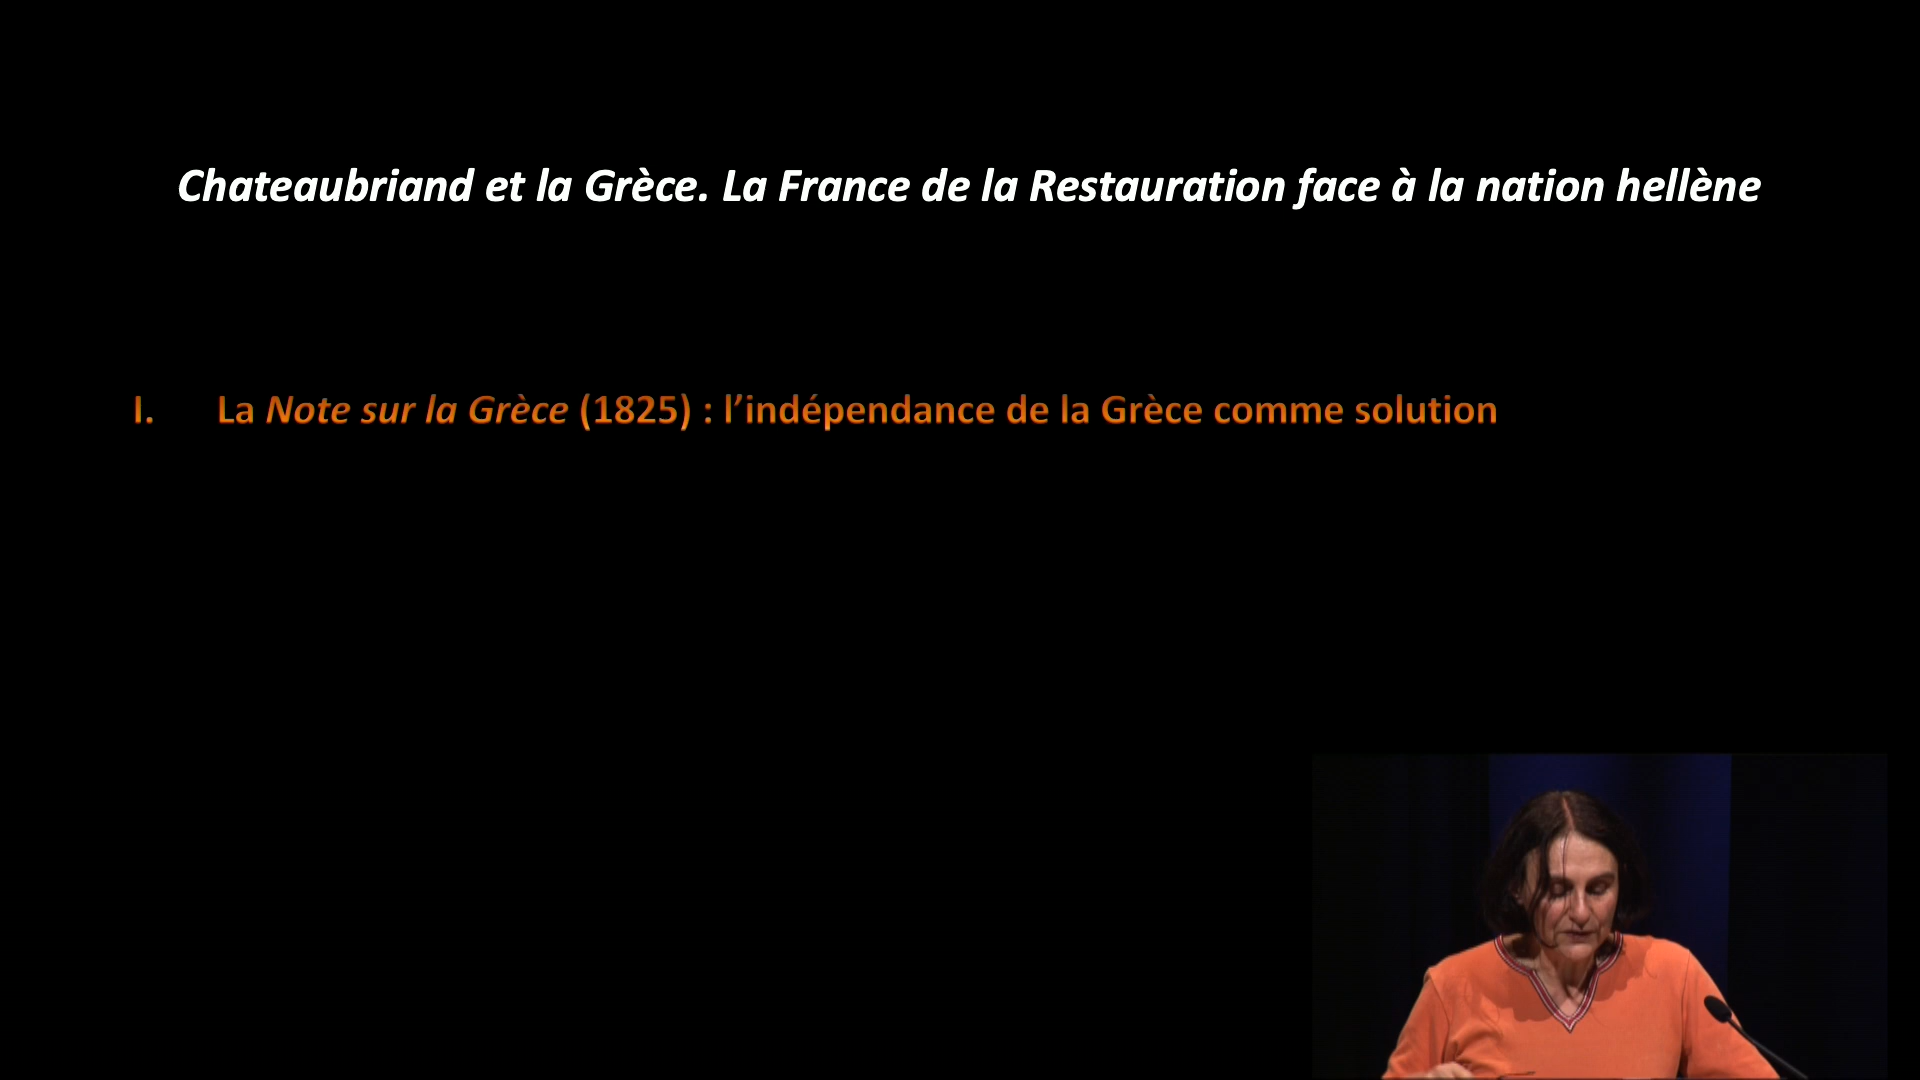 Chateaubriand et la Grèce. La France de la Restauration face à la nation hellène
I. La Note sur la Grèce (1825) : l’indépendance de la Grèce comme solution